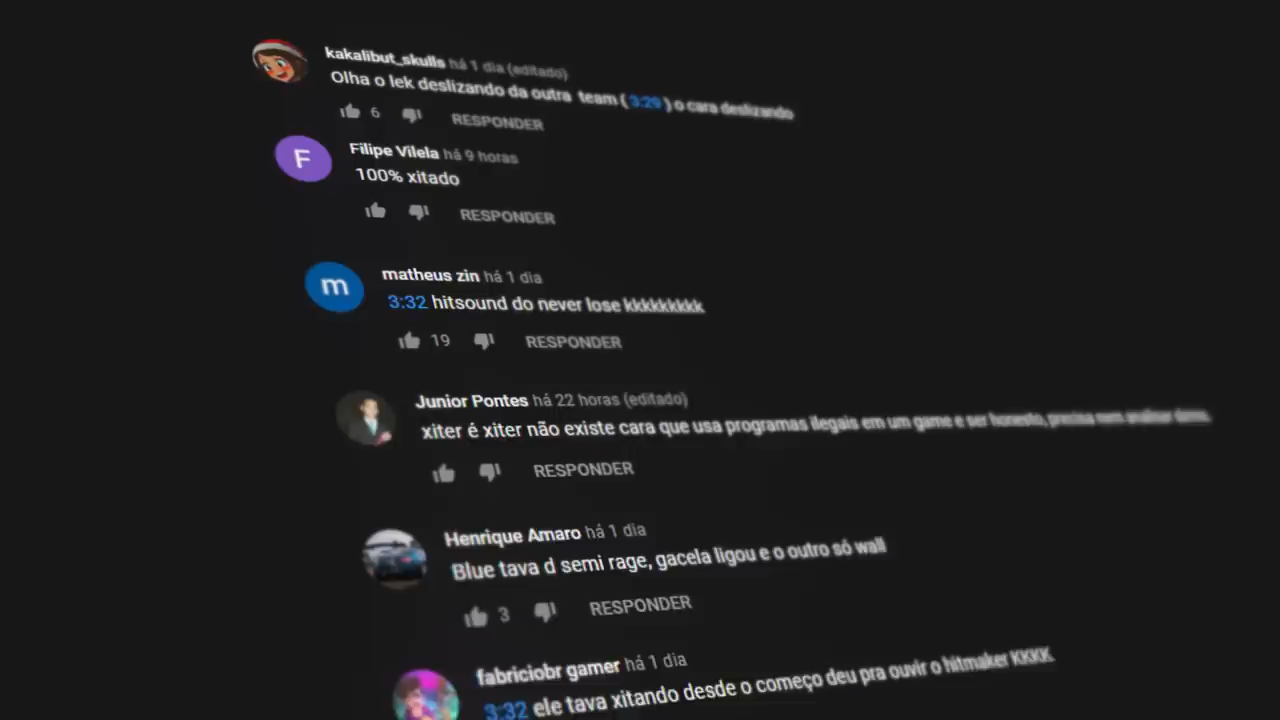 kakalibut_skulls há 1 dia (editado)
Olha o lek deslizando da outra team ( 3:29 ) o cara deslizando
6 RESPONDER
F
Filipe Vilela há 9 horas
100% xitado
RESPONDER
m
matheus zin há 1 dia
3:32 hitsound do never lose kkkkkkkkk
19 RESPONDER
Junior Pontes há 22 horas (editado)
xiter é xiter não existe cara que usa programas ilegais em um game e ser honesto, precisa nem analisar
RESPONDER
Henrique Amaro há 1 dia
Blue tava d semi rage, gacela ligou e o outro só wall
3 RESPONDER
fabriciobr gamer há 1 dia
3:32 ele tava xitando desde o começo deu pra ouvir o hitmaker KKKK